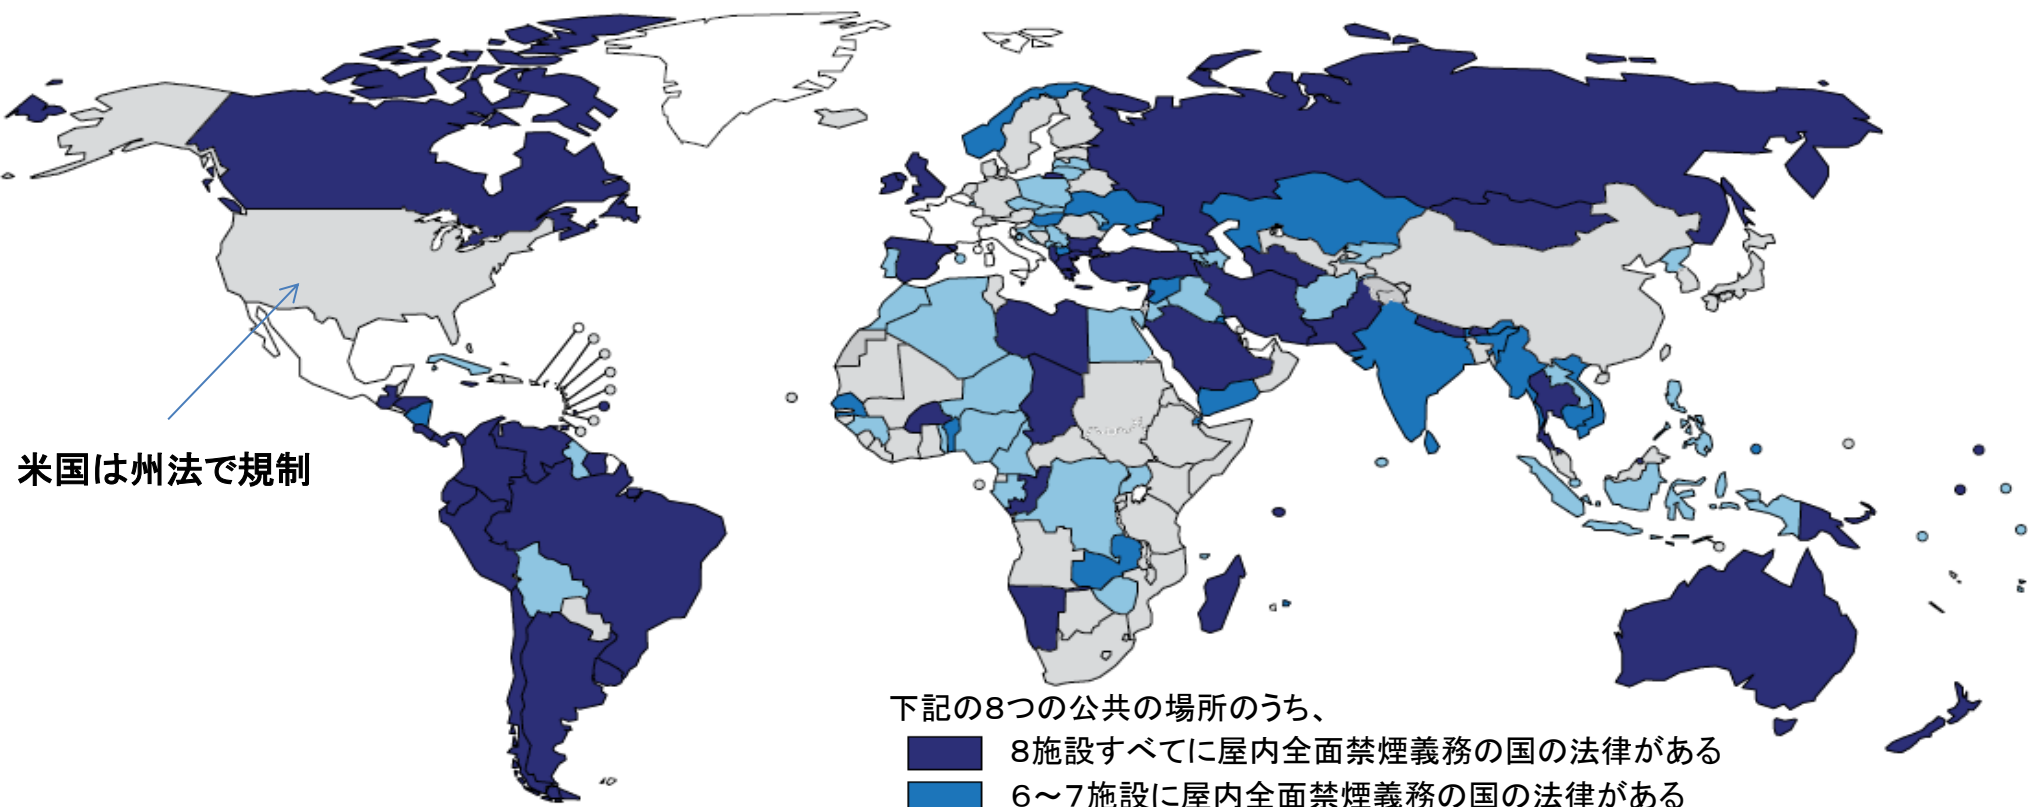 米国は州法で規制
下記の8つの公共の場所のうち、
8施設すべてに屋内全面禁煙義務の国の法律がある
6～7施設に屋内全面禁煙義務の国の法律がある